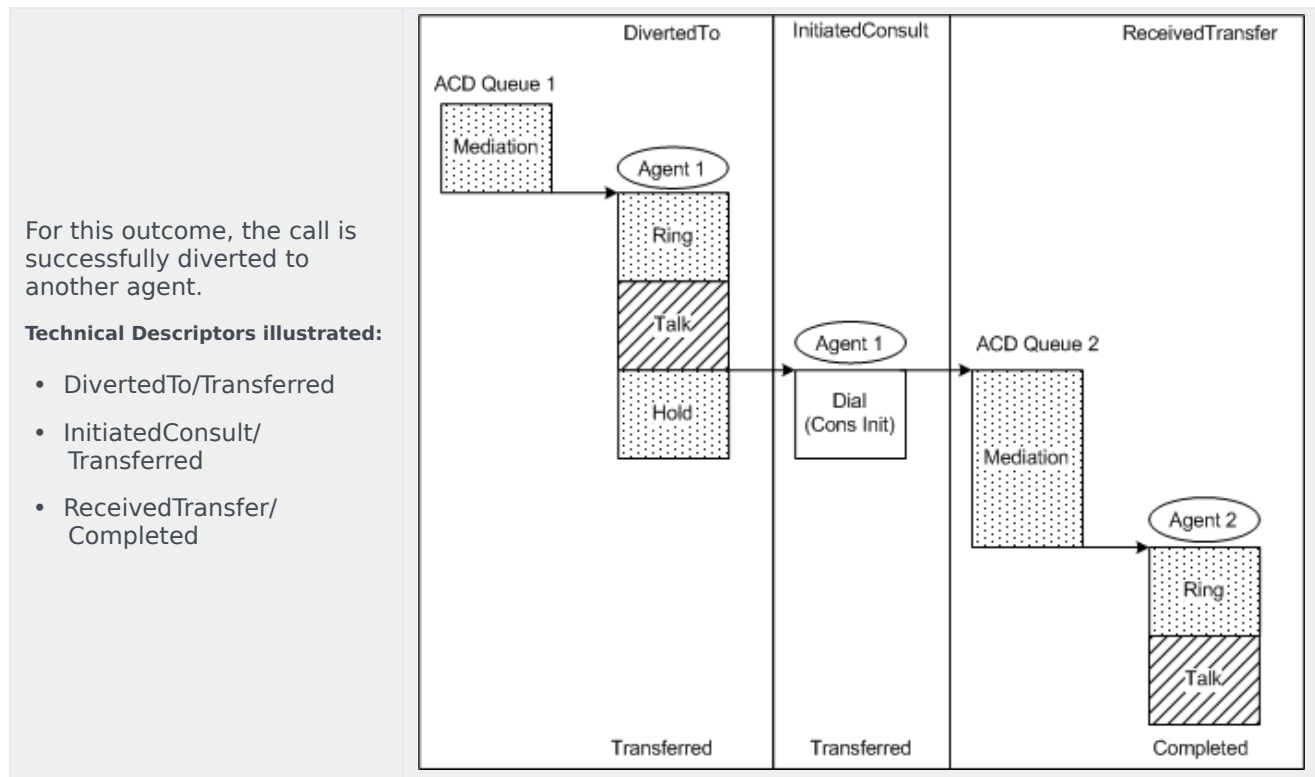 For this outcome, the call is
successfully diverted to
another agent.
Technical Descriptors illustrated:
• DivertedTo/Transferred
• InitiatedConsult/
Transferred
• ReceivedTransfer/
Completed
DivertedTo
InitiatedConsult
ReceivedTransfer
ACD Queue 1
Mediation
Agent 1
Ring
Talk
Hold
Agent 1
Dial
(Cons Init)
ACD Queue 2
Mediation
Agent 2
Ring
Talk
Transferred
Transferred
Completed